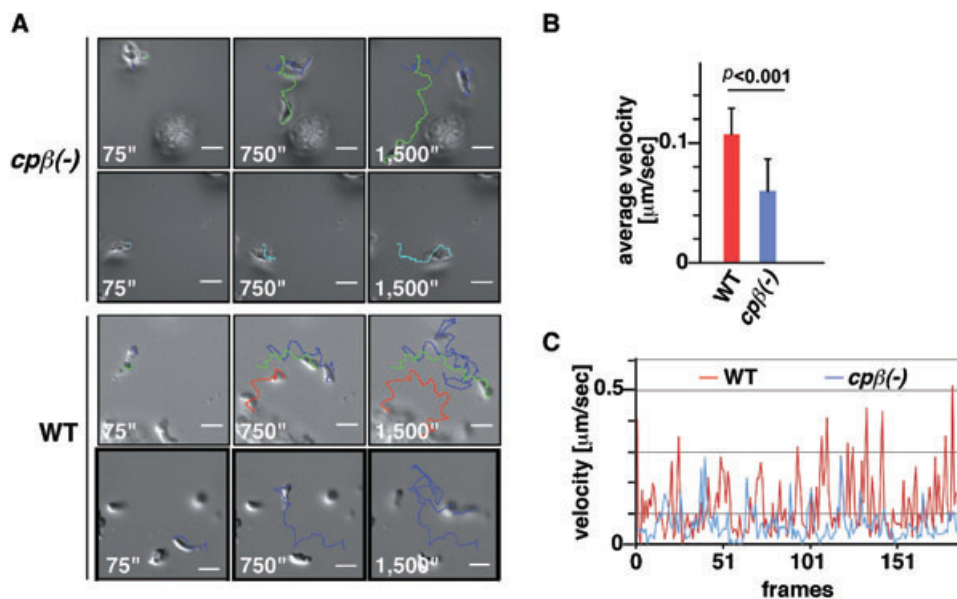 A
cpβ(-)
75" 750" 1,500"
75" 750" 1,500"
WT
75" 750" 1,500"
75" 750" 1,500"
B
p<0.001
average velocity
[μm/sec]
0.1
0
WT
cpβ(-)
C
WT cpβ(-)
velocity [μm/sec]
0.5
0
0 51 101 151
frames